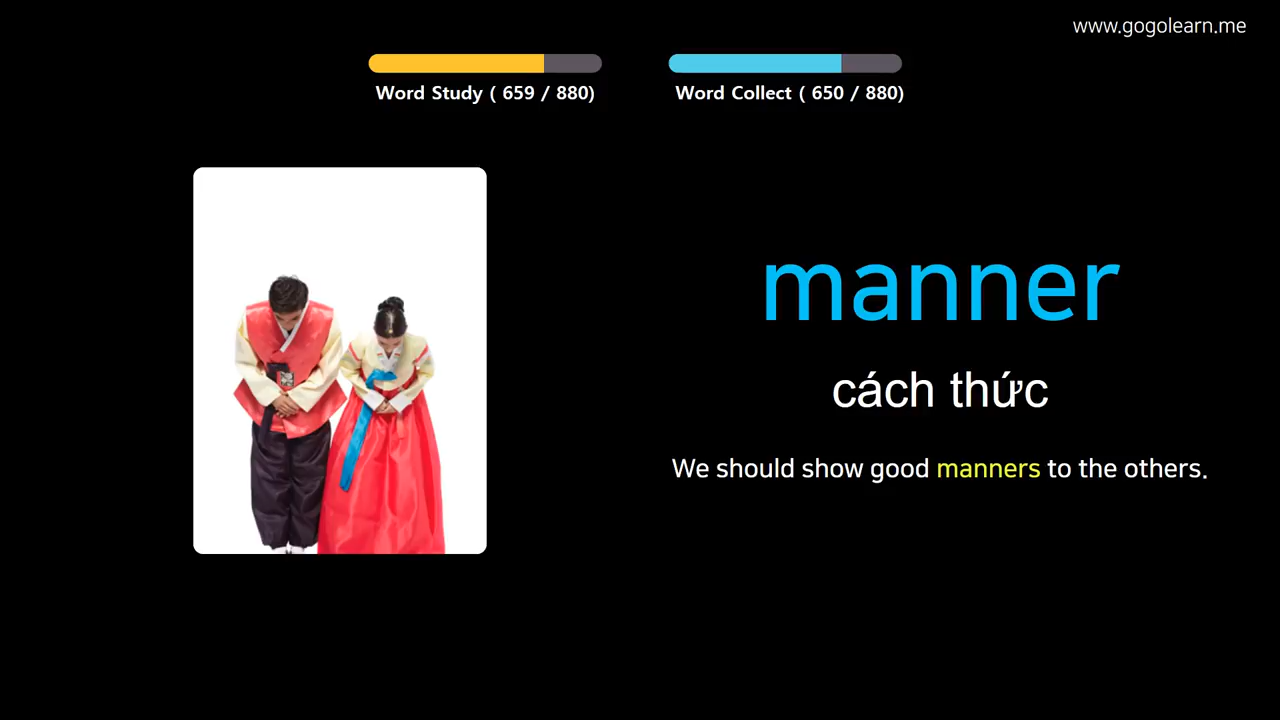 www.gogolearn.me
Word Study ( 659 / 880)
Word Collect ( 650 / 880)
manner
cách thức
We should show good manners to the others.